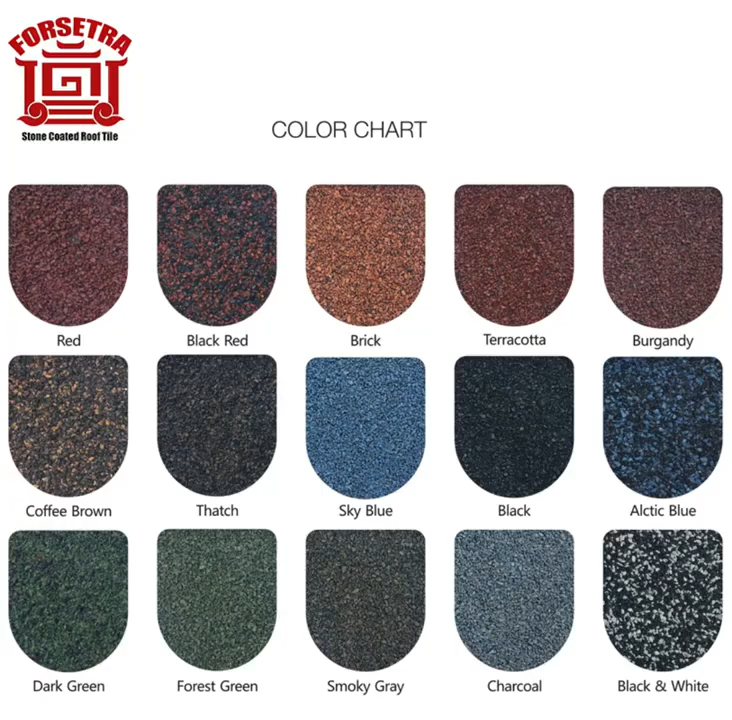 FORSETRA
Stone Coated Roof Tile
COLOR CHART
Red
Black Red
Brick
Terracotta
Burgandy
Coffee Brown
Thatch
Sky Blue
Black
Alctic Blue
Dark Green
Forest Green
Smoky Gray
Charcoal
Black & White